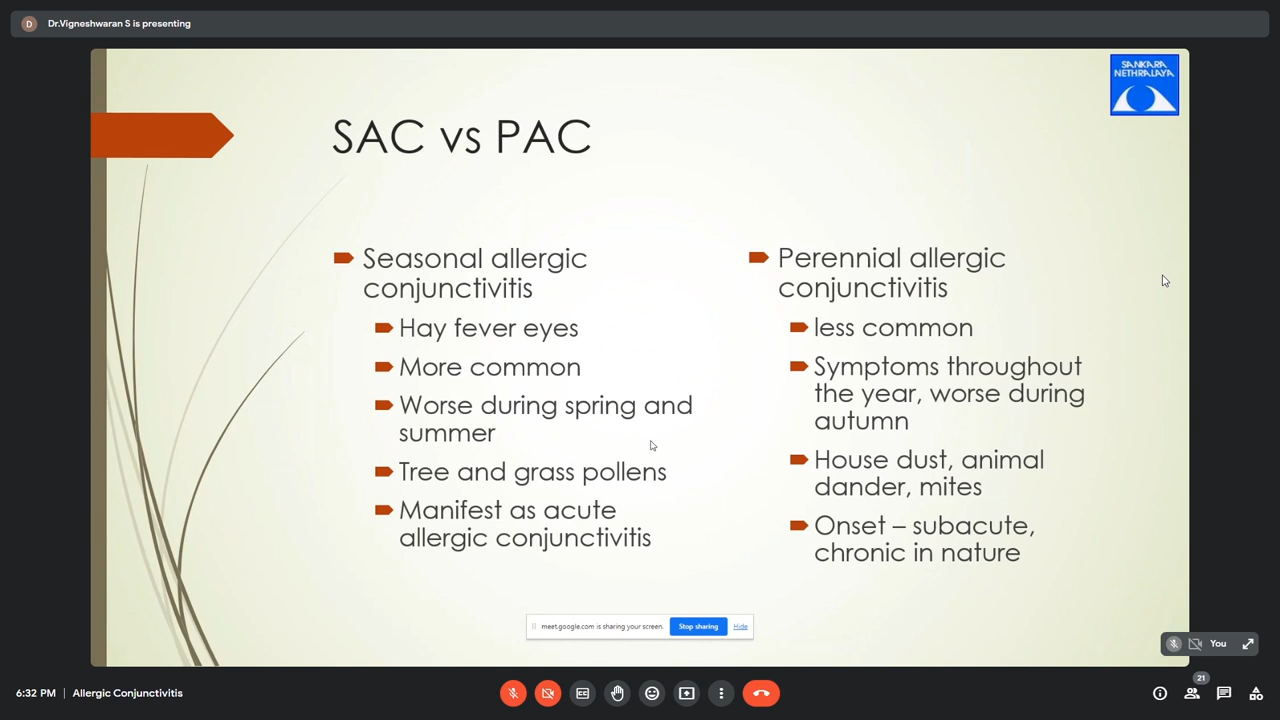 D
Dr.Vigneshwaran S is presenting
SANKARA
NETHRALAYA
SAC vs PAC
Seasonal allergic
conjunctivitis
Hay fever eyes
More common
Worse during spring and
summer
Tree and grass pollens
Manifest as acute
allergic conjunctivitis
Perennial allergic
conjunctivitis
less common
Symptoms throughout
the year, worse during
autumn
House dust, animal
dander, mites
Onset – subacute,
chronic in nature
meet.google.com is sharing your screen.
Stop sharing
Hide
You
6:32 PM | Allergic Conjunctivitis
21